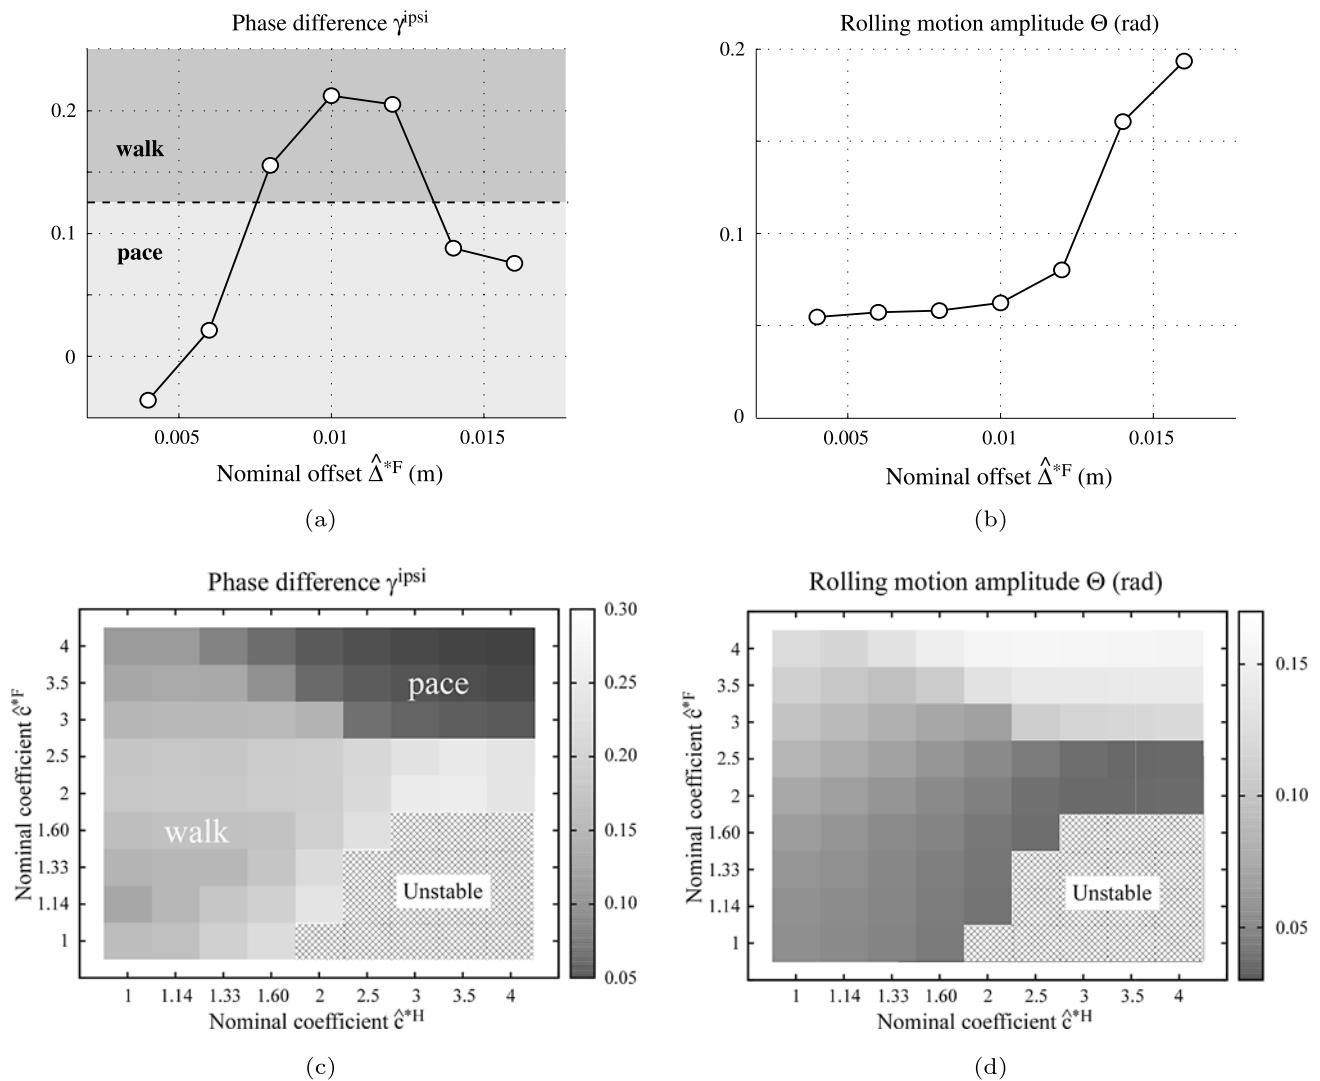 Phase difference γ^ipsi
0.2
walk
0.1
pace
0
0.005 0.01 0.015
Nominal offset Δ̂*F (m)
(a)
Rolling motion amplitude Θ (rad)
0.2
0.1
0
0.005 0.01 0.015
Nominal offset Δ̂*F (m)
(b)
Phase difference γ^ipsi
Nominal coefficient ĉ*F
4
3.5
3
2.5
2
1.60
1.33
1.14
1
pace
walk
Unstable
0.30
0.25
0.20
0.15
0.10
0.05
1 1.14 1.33 1.60 2 2.5 3 3.5 4
Nominal coefficient ĉ*H
(c)
Rolling motion amplitude Θ (rad)
Nominal coefficient ĉ*F
4
3.5
3
2.5
2
1.60
1.33
1.14
1
Unstable
0.15
0.10
0.05
1 1.14 1.33 1.60 2 2.5 3 3.5 4
Nominal coefficient ĉ*H
(d)